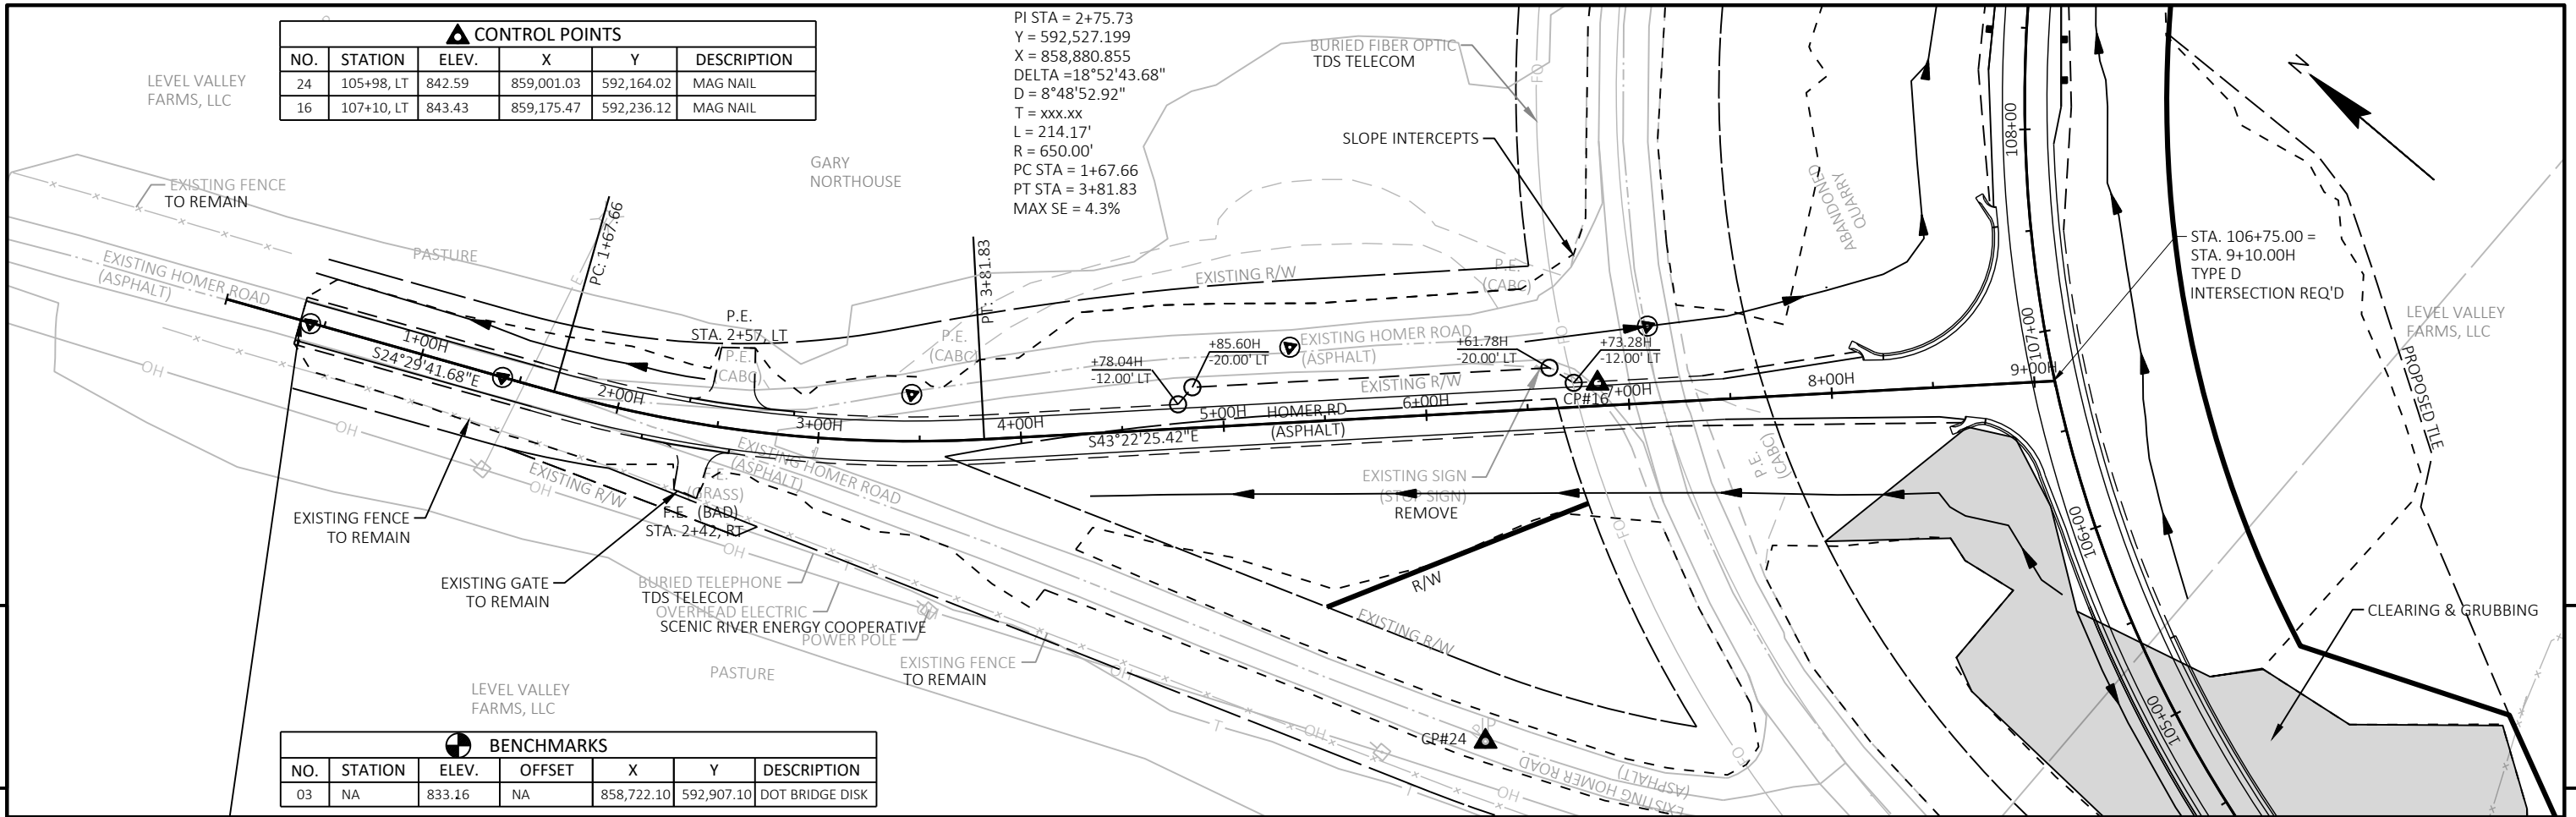 CONTROL POINTS
NO. STATION ELEV. X Y DESCRIPTION
24 105+98, LT 842.59 859,001.03 592,164.02 MAG NAIL
16 107+10, LT 843.43 859,175.47 592,236.12 MAG NAIL
PI STA = 2+75.73
Y = 592,527.199
X = 858,880.855
DELTA =18°52'43.68"
D = 8°48'52.92"
T = xxx.xx
L = 214.17'
R = 650.00'
PC STA = 1+67.66
PT STA = 3+81.83
MAX SE = 4.3%
LEVEL VALLEY
FARMS, LLC
GARY
NORTHOUSE
BURIED FIBER OPTIC
TDS TELECOM
SLOPE INTERCEPTS
FO
ABANDONED
QUARRY
108+00
N
EXISTING FENCE
TO REMAIN
PASTURE
EXISTING HOMER ROAD
(ASPHALT)
PC: 1+67.66
PT: 3+81.83
EXISTING R/W
P.E.
(CABC)
STA. 106+75.00 =
STA. 9+10.00H
TYPE D
INTERSECTION REQ'D
LEVEL VALLEY
FARMS, LLC
PROPOSED TLE
P.E.
STA. 2+57, LT
P.E.
(CABC)
P.E.
(CABC)
+78.04H
-12.00' LT
+85.60H
-20.00' LT
EXISTING HOMER ROAD
(ASPHALT)
+61.78H
-20.00' LT
+73.28H
-12.00' LT
OH
EXISTING R/W
CP#16
1+00H
S24°29'41.68"E
2+00H
3+00H
4+00H
5+00H
6+00H
7+00H
8+00H
9+00H
107+00
HOMER RD
(ASPHALT)
S43°22'25.42"E
OH
OH
EXISTING HOMER ROAD
(ASPHALT)
EXISTING R/W
OH
P.E.
(GRASS)
F.E. (BAD)
STA. 2+42, RT
OH
EXISTING SIGN
(STOP SIGN)
REMOVE
P.E.
(CABC)
FO
106+00
EXISTING FENCE
TO REMAIN
EXISTING GATE
TO REMAIN
BURIED TELEPHONE
TDS TELECOM
OVERHEAD ELECTRIC
SCENIC RIVER ENERGY COOPERATIVE
POWER POLE
EXISTING FENCE
TO REMAIN
PASTURE
R/W
EXISTING R/W
CLEARING & GRUBBING
105+00
LEVEL VALLEY
FARMS, LLC
OH
T
OH
CP#24
FO
EXISTING HOMER ROAD
(ASPHALT)
OH
BENCHMARKS
NO. STATION ELEV. OFFSET X Y DESCRIPTION
03 NA 833.16 NA 858,722.10 592,907.10 DOT BRIDGE DISK